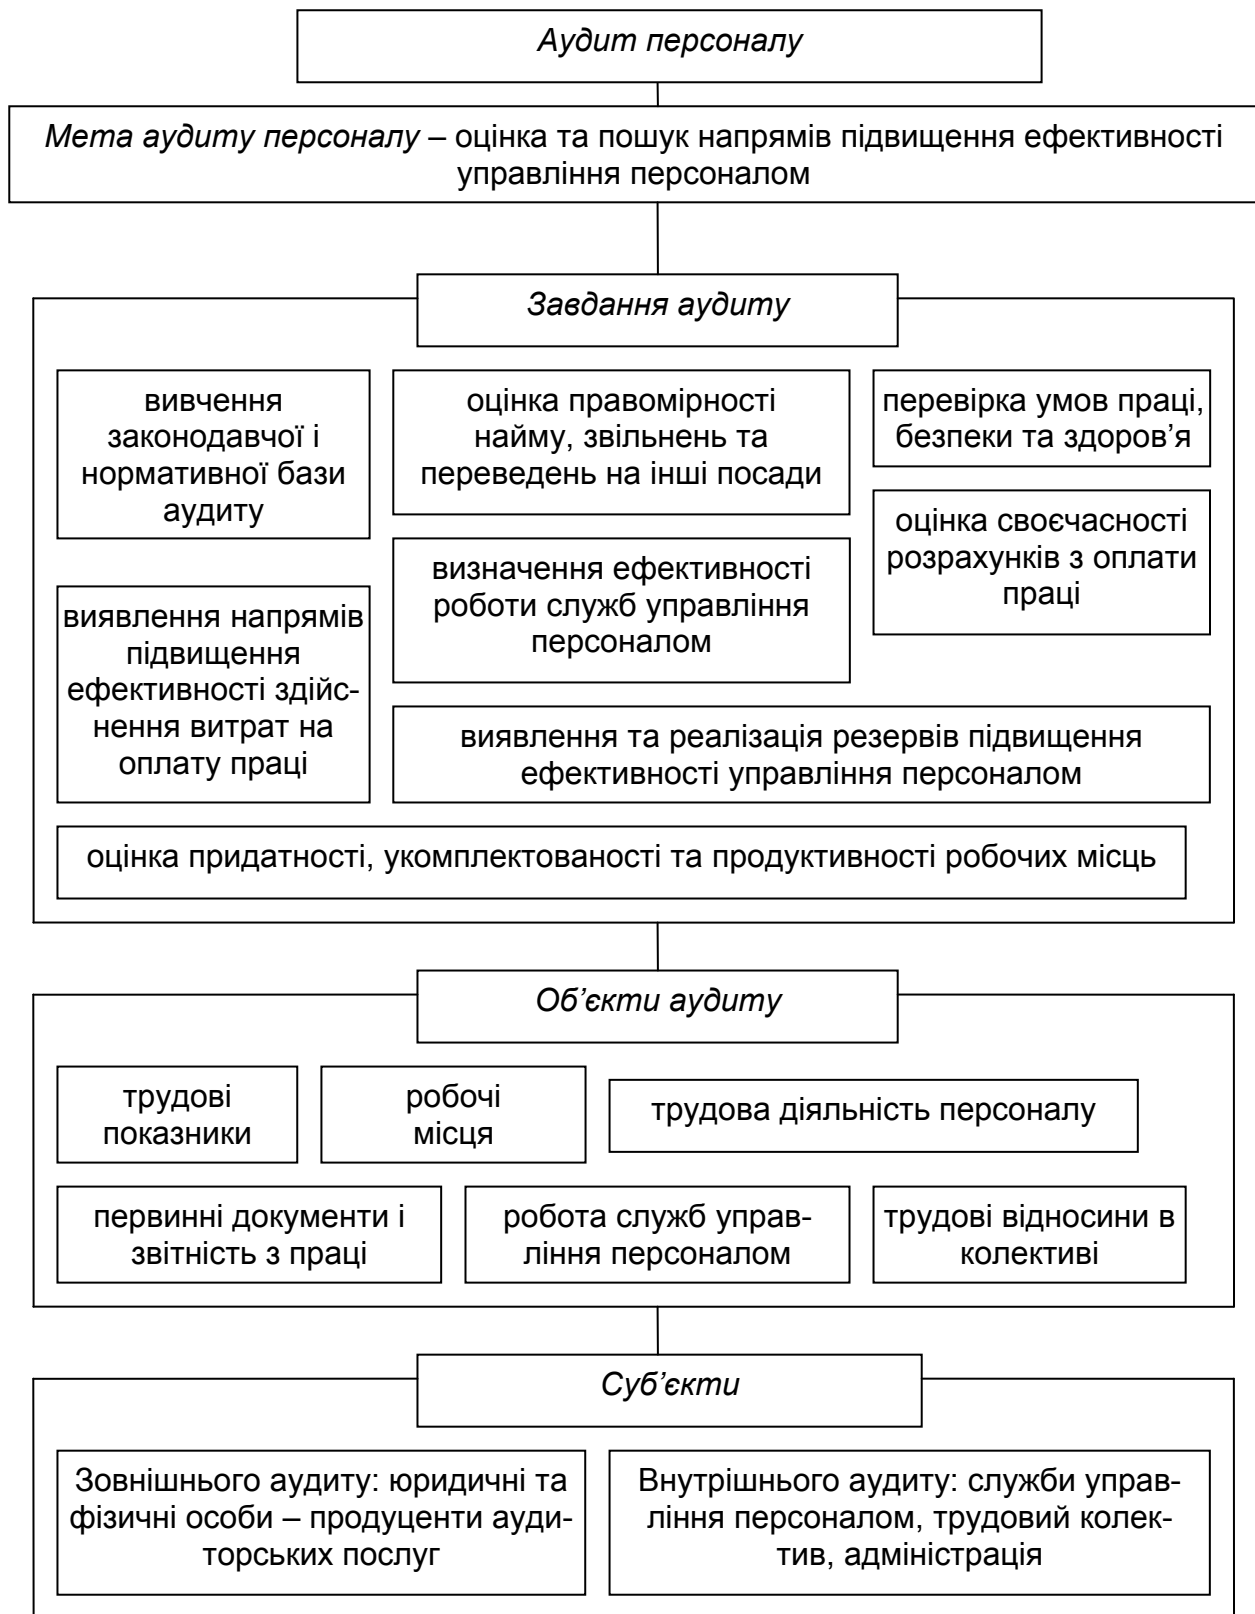 Аудит персоналу
Мета аудиту персоналу – оцінка та пошук напрямів підвищення ефективності
управління персоналом
Завдання аудиту
вивчення
законодавчої і
нормативної бази
аудиту
оцінка правомірності
найму, звільнень та
переведень на інші посади
перевірка умов праці,
безпеки та здоров’я
оцінка своєчасності
розрахунків з оплати
праці
визначення ефективності
роботи служб управління
персоналом
виявлення напрямів
підвищення
ефективності здійс-
нення витрат на
оплату праці
виявлення та реалізація резервів підвищення
ефективності управління персоналом
оцінка придатності, укомплектованості та продуктивності робочих місць
Об’єкти аудиту
трудові
показники
робочі
місця
трудова діяльність персоналу
первинні документи і
звітність з праці
робота служб управ-
ління персоналом
трудові відносини в
колективі
Суб’єкти
Зовнішнього аудиту: юридичні та
фізичні особи – продуценти ауди-
торських послуг
Внутрішнього аудиту: служби управ-
ління персоналом, трудовий колек-
тив, адміністрація